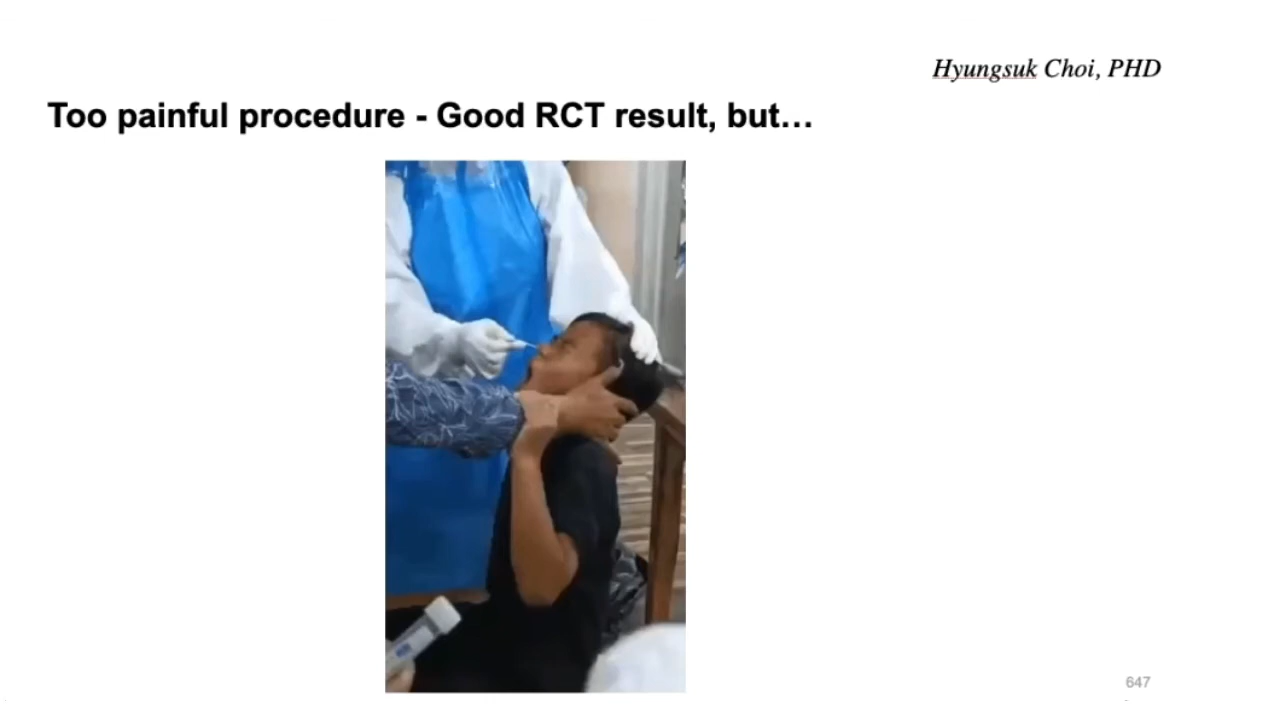 Hyungsuk Choi, PHD
Too painful procedure - Good RCT result, but…
647